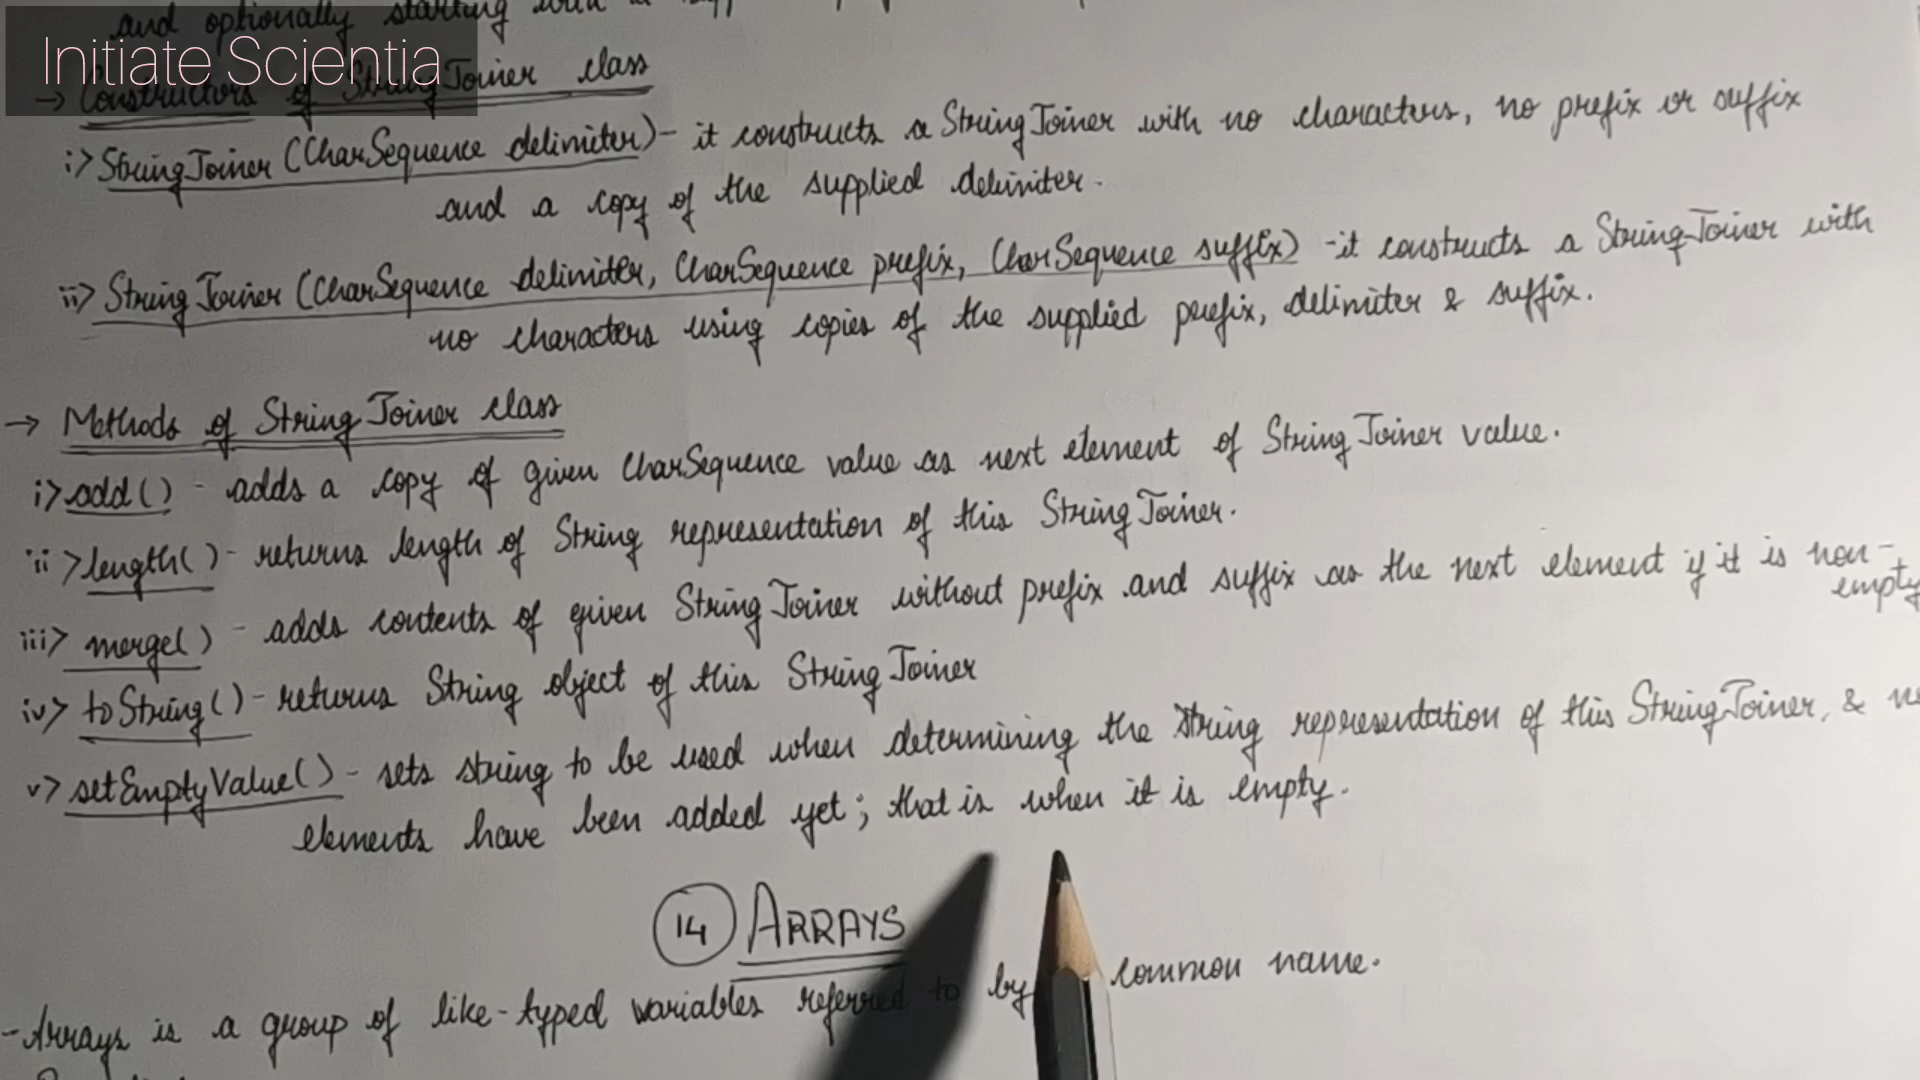 and optionally starting with
Initiate Scientia
→ Constructors of StringJoiner class
i> StringJoiner (CharSequence delimiter) - it constructs a StringJoiner with no characters, no prefix or suffix
and a copy of the supplied delimiter.
ii> StringJoiner (CharSequence delimiter, CharSequence prefix, CharSequence suffix) - it constructs a StringJoiner with
no characters using copies of the supplied prefix, delimiter & suffix.
→ Methods of StringJoiner class
i> add() - adds a copy of given CharSequence value as next element of StringJoiner value.
ii> length() - returns length of String representation of this StringJoiner.
iii> merge() - adds contents of given StringJoiner without prefix and suffix as the next element if it is non-
empty
iv> toString() - returns String object of this StringJoiner
v> setEmptyValue() - sets string to be used when determining the string representation of this StringJoiner, &
elements have been added yet; that is when it is empty.
14 ARRAYS
- Arrays is a group of like-typed variables referred to by common name.